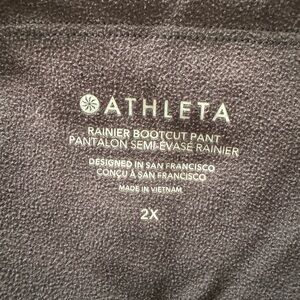 ATHLETA
RAINIER BOOTCUT PANT
PANTALON SEMI-ÉVASÉ RAINIER
DESIGNED IN SAN FRANCISCO
CONÇU À SAN FRANCISCO
MADE IN VIETNAM
2X